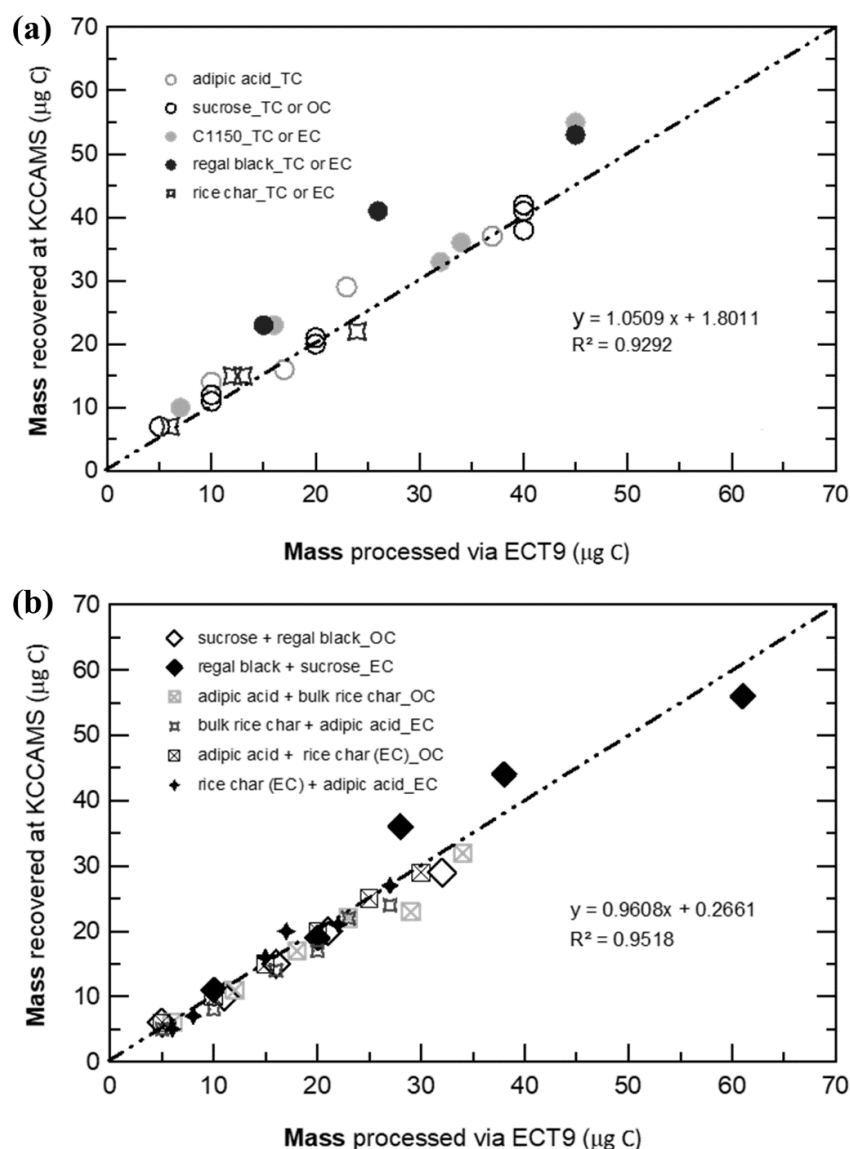 (a)
70
60
50
40
30
20
10
0
Mass recovered at KCCAMS (µg C)
adipic acid_TC
sucrose_TC or OC
C1150_TC or EC
regal black_TC or EC
rice char_TC or EC
y = 1.0509 x + 1.8011
R² = 0.9292
0 10 20 30 40 50 60 70
Mass processed via ECT9 (µg C)
(b)
70
60
50
40
30
20
10
0
Mass recovered at KCCAMS (µg C)
sucrose + regal black_OC
regal black + sucrose_EC
adipic acid + bulk rice char_OC
bulk rice char + adipic acid_EC
adipic acid + rice char (EC)_OC
rice char (EC) + adipic acid_EC
y = 0.9608x + 0.2661
R² = 0.9518
0 10 20 30 40 50 60 70
Mass processed via ECT9 (µg C)